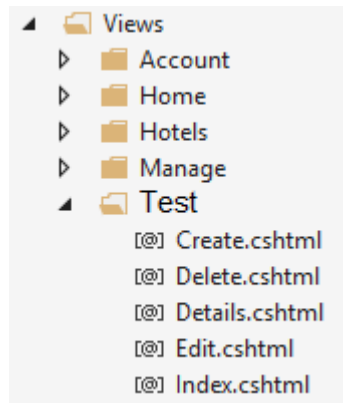 Views
Account
Home
Hotels
Manage
Test
[@] Create.cshtml
[@] Delete.cshtml
[@] Details.cshtml
[@] Edit.cshtml
[@] Index.cshtml